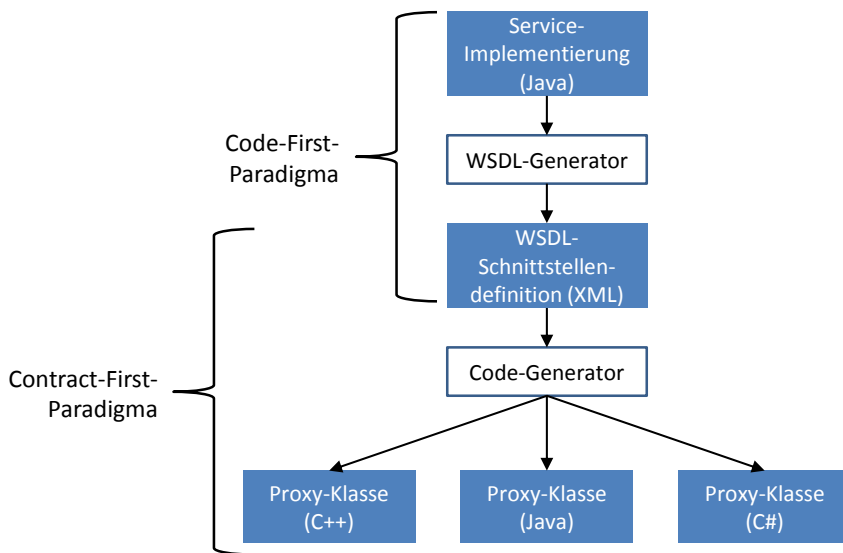 Service-
Implementierung
(Java)
Code-First-
Paradigma
WSDL-Generator
WSDL-
Schnittstellen-
definition (XML)
Contract-First-
Paradigma
Code-Generator
Proxy-Klasse
(C++)
Proxy-Klasse
(Java)
Proxy-Klasse
(C#)